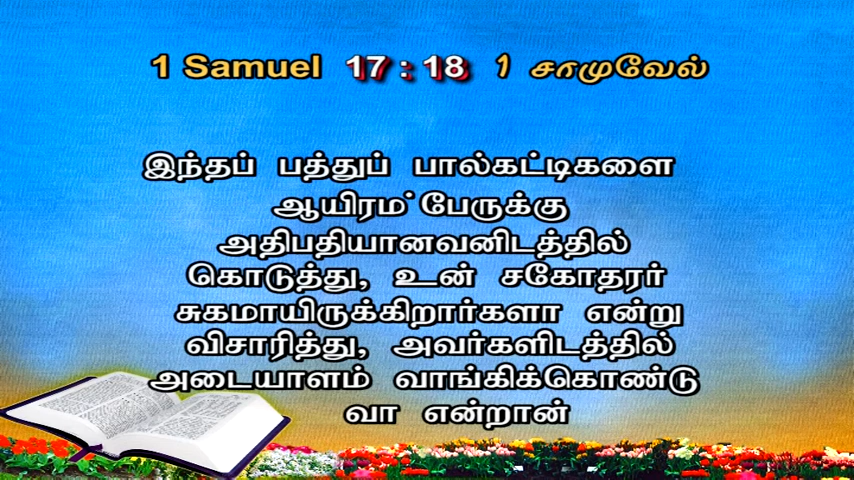 1 Samuel 17 : 18 1 சாமுவேல்
இந்தப் பத்துப் பால்கட்டிகளை
ஆயிரம் பேருக்கு
அதிபதியானவனிடத்தில்
கொடுத்து, உன் சகோதரர்
சுகமாயிருக்கிறார்களா என்று
விசாரித்து, அவர்களிடத்தில்
அடையாளம் வாங்கிக்கொண்டு
வா என்றான்